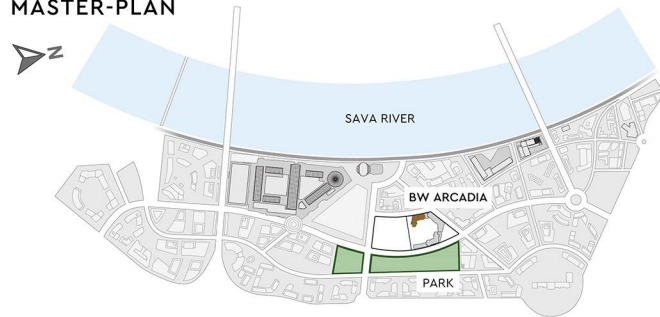 MASTER-PLAN
N
SAVA RIVER
BW ARCADIA
PARK